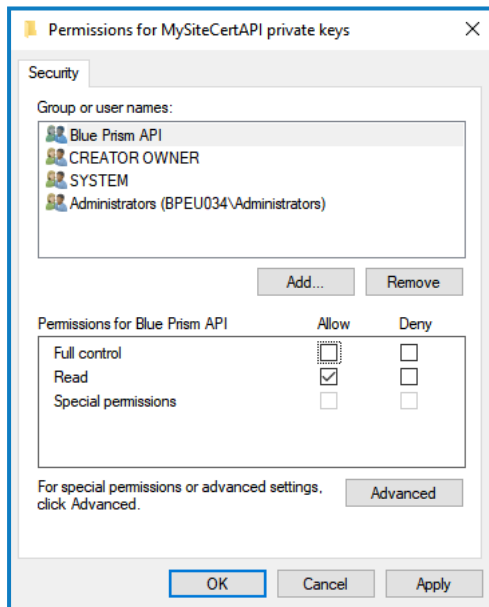 Permissions for MySiteCertAPI private keys
Security
Group or user names:
Blue Prism API
CREATOR OWNER
SYSTEM
Administrators (BPEU034\Administrators)
Add... Remove
Permissions for Blue Prism API Allow Deny
Full control
Read
Special permissions
For special permissions or advanced settings,
click Advanced.
Advanced
OK Cancel Apply